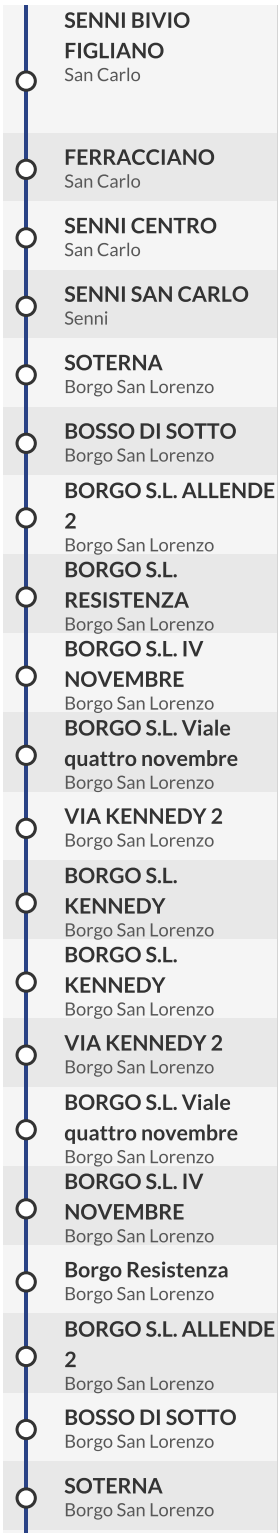 SENNI BIVIO
FIGLIANO
San Carlo
FERRACCIANO
San Carlo
SENNI CENTRO
San Carlo
SENNI SAN CARLO
Senni
SOTERNA
Borgo San Lorenzo
BOSSO DI SOTTO
Borgo San Lorenzo
BORGO S.L. ALLENDE
2
Borgo San Lorenzo
BORGO S.L.
RESISTENZA
Borgo San Lorenzo
BORGO S.L. IV
NOVEMBRE
Borgo San Lorenzo
BORGO S.L. Viale
quattro novembre
Borgo San Lorenzo
VIA KENNEDY 2
Borgo San Lorenzo
BORGO S.L.
KENNEDY
Borgo San Lorenzo
BORGO S.L.
KENNEDY
Borgo San Lorenzo
VIA KENNEDY 2
Borgo San Lorenzo
BORGO S.L. Viale
quattro novembre
Borgo San Lorenzo
BORGO S.L. IV
NOVEMBRE
Borgo San Lorenzo
Borgo Resistenza
Borgo San Lorenzo
BORGO S.L. ALLENDE
2
Borgo San Lorenzo
BOSSO DI SOTTO
Borgo San Lorenzo
SOTERNA
Borgo San Lorenzo